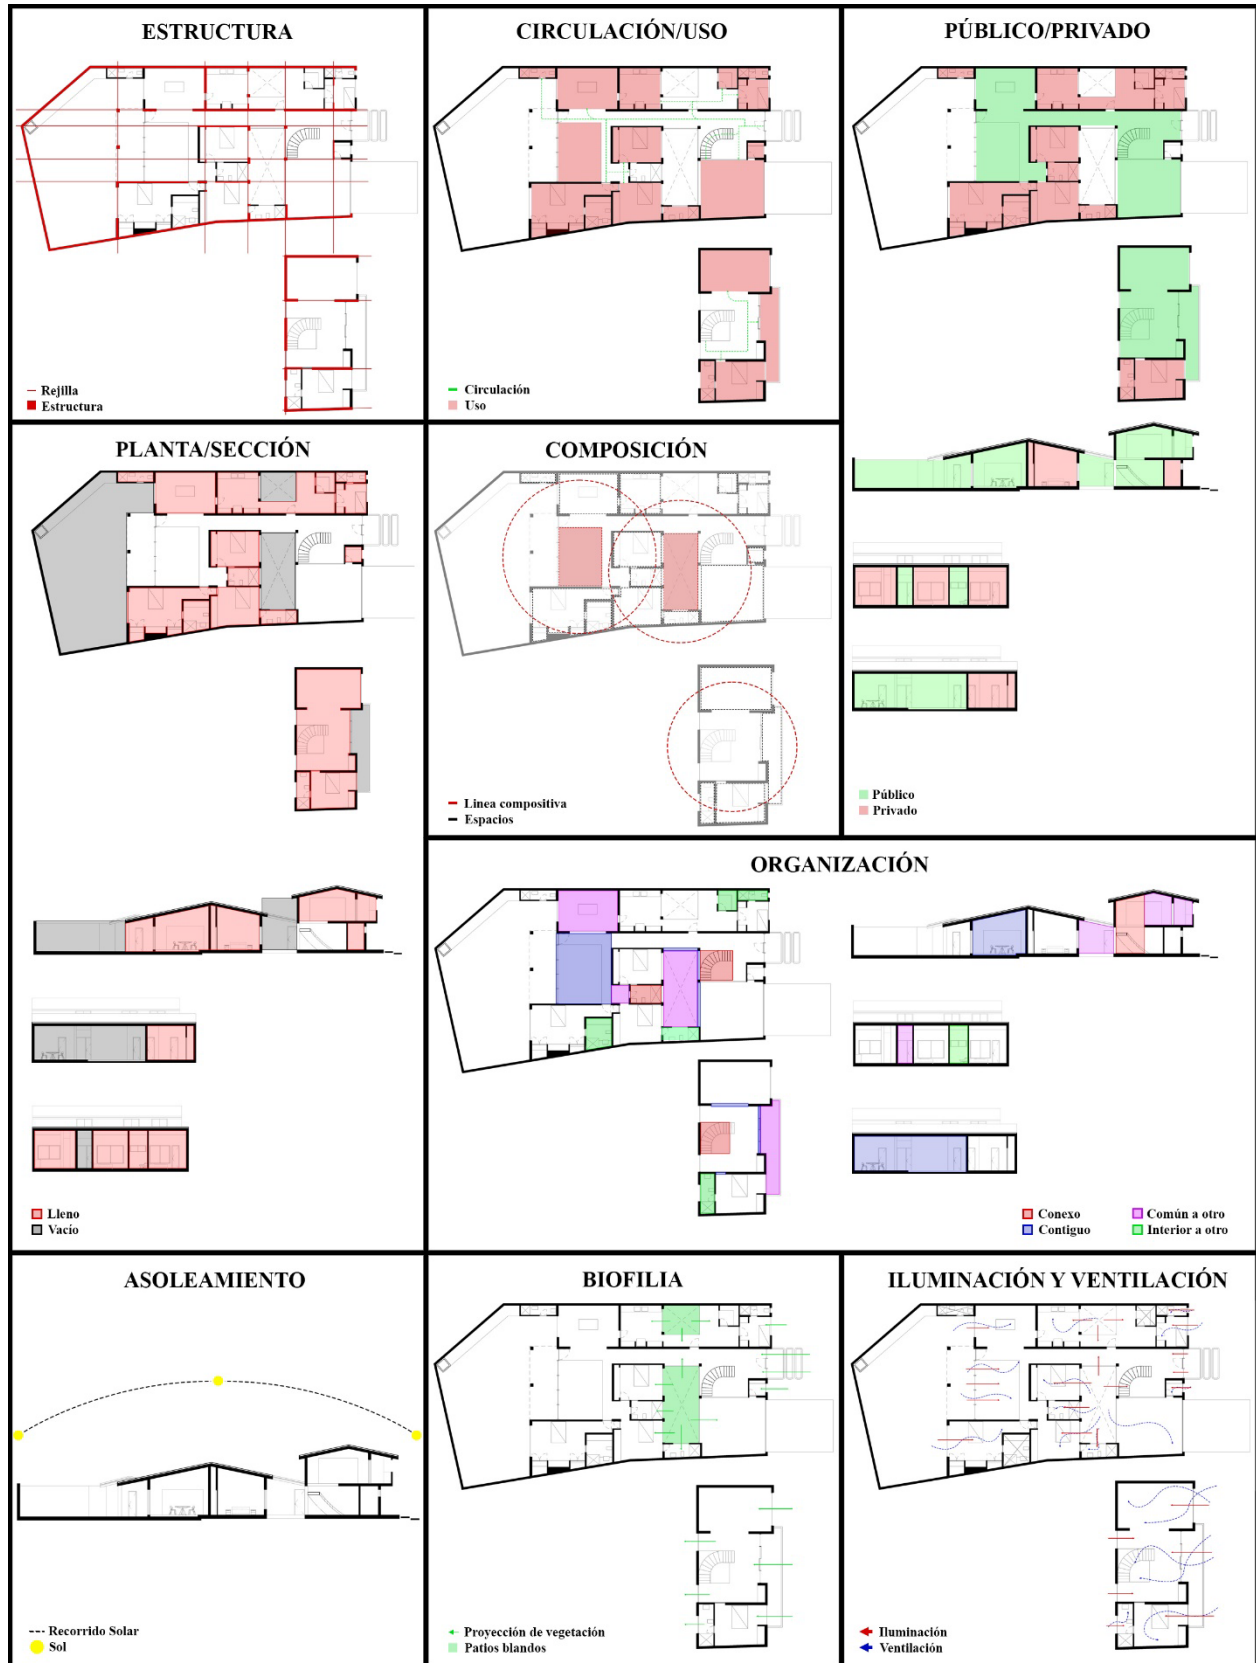 ESTRUCTURA
Rejilla
Estructura
CIRCULACIÓN/USO
Circulación
Uso
PÚBLICO/PRIVADO
Público
Privado
PLANTA/SECCIÓN
Lleno
Vacío
COMPOSICIÓN
Linea compositiva
Espacios
ORGANIZACIÓN
Conexo
Contiguo
Común a otro
Interior a otro
ASOLEAMIENTO
Recorrido Solar
Sol
BIOFILIA
Proyección de vegetación
Patios blandos
ILUMINACIÓN Y VENTILACIÓN
Iluminación
Ventilación